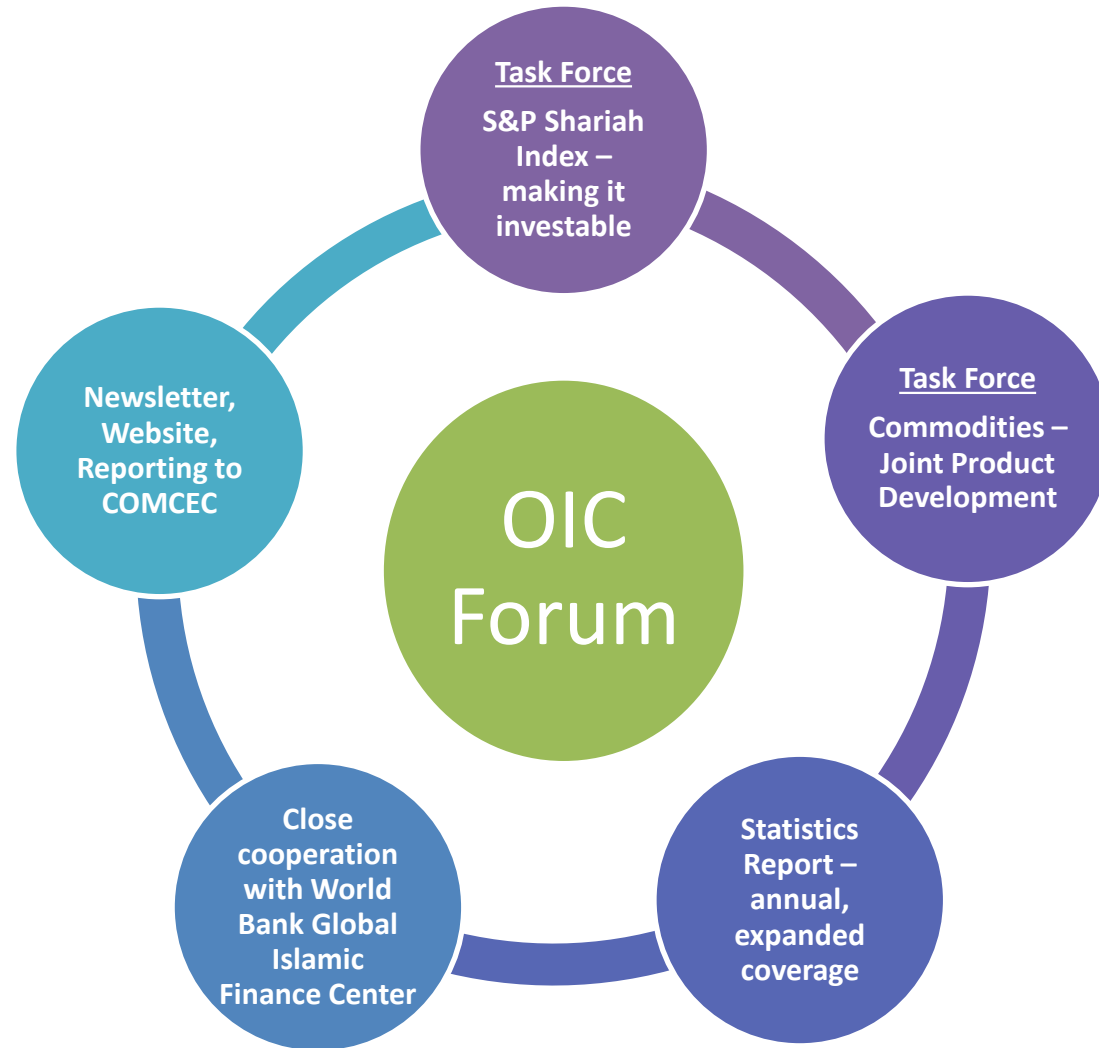 Task Force
S&P Shariah
Index –
making it
investable
Task Force
Commodities –
Joint Product
Development
Statistics
Report –
annual,
expanded
coverage
Close
cooperation
with World
Bank Global
Islamic
Finance Center
Newsletter,
Website,
Reporting to
COMCEC
OIC
Forum